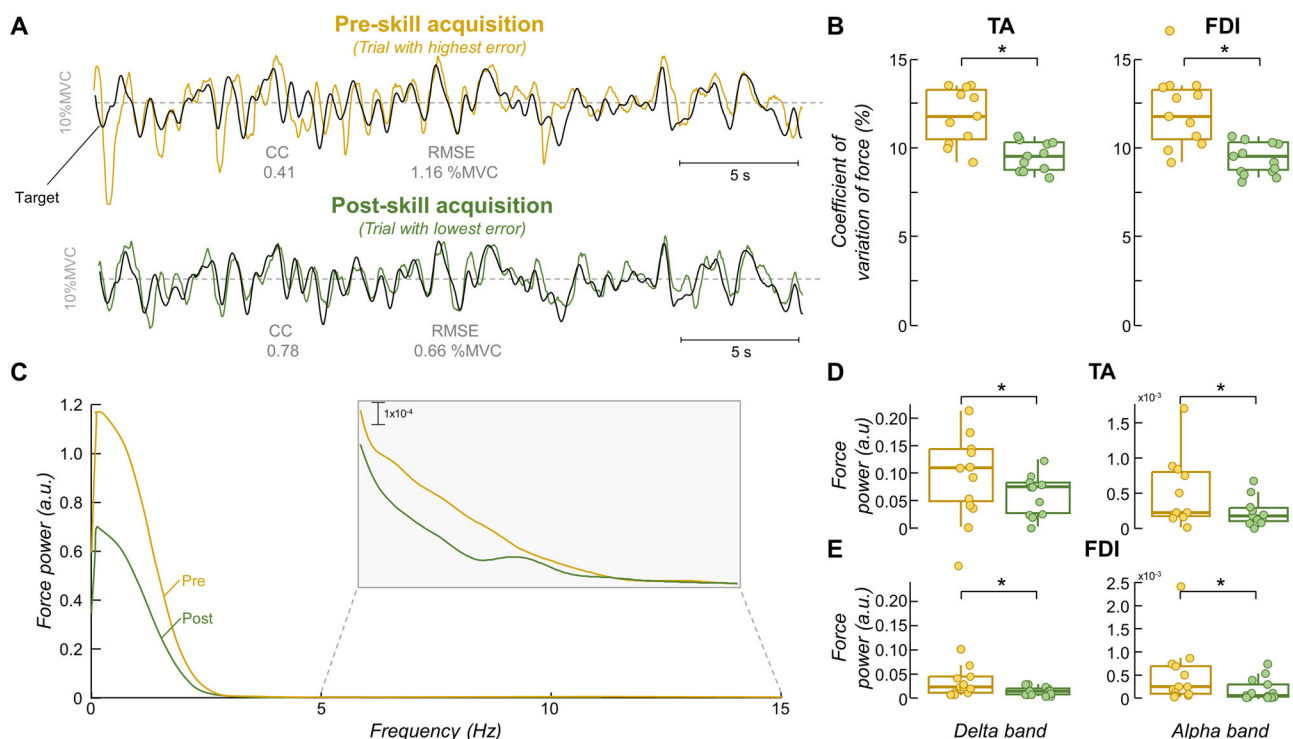 A
Pre-skill acquisition
(Trial with highest error)
10%MVC
Target
CC
0.41
RMSE
1.16 %MVC
5 s
Post-skill acquisition
(Trial with lowest error)
10%MVC
CC
0.78
RMSE
0.66 %MVC
5 s
B
TA
FDI
*
*
Coefficient of
variation of force (%)
15
10
5
0
15
10
5
0
C
Force power (a.u.)
1.2
1.0
0.8
0.6
0.4
0.2
0
Pre
Post
1x10-4
0
5
10
15
Frequency (Hz)
D
TA
*
*
Force
power (a.u)
0.20
0.15
0.10
0.05
0
x10-3
1.5
1.0
0.5
0
E
FDI
*
*
Force
power (a.u.)
0.20
0.15
0.10
0.05
0
x10-3
2.5
2.0
1.0
0.5
0
Delta band
Alpha band